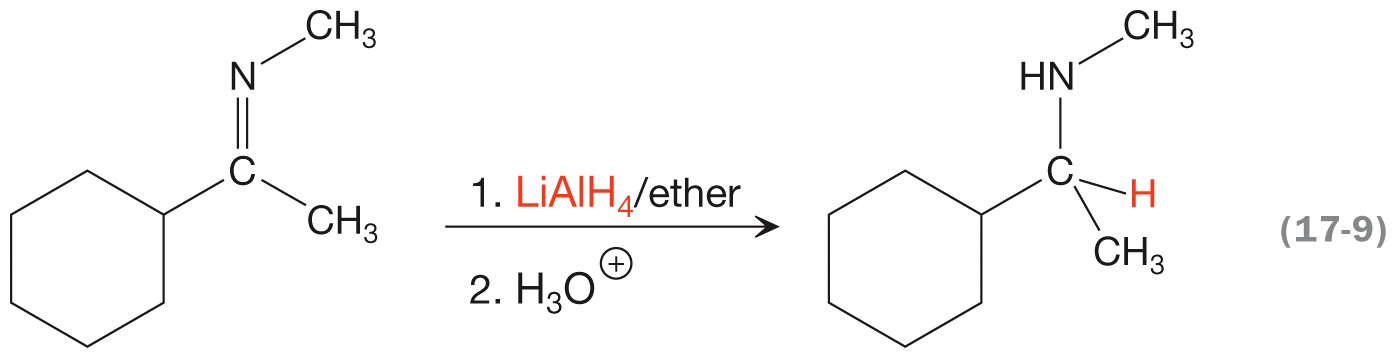 CH₃
N
C
CH₃
1. LiAlH₄/ether
2. H₃O⊕
CH₃
HN
C
H
CH₃
(17-9)